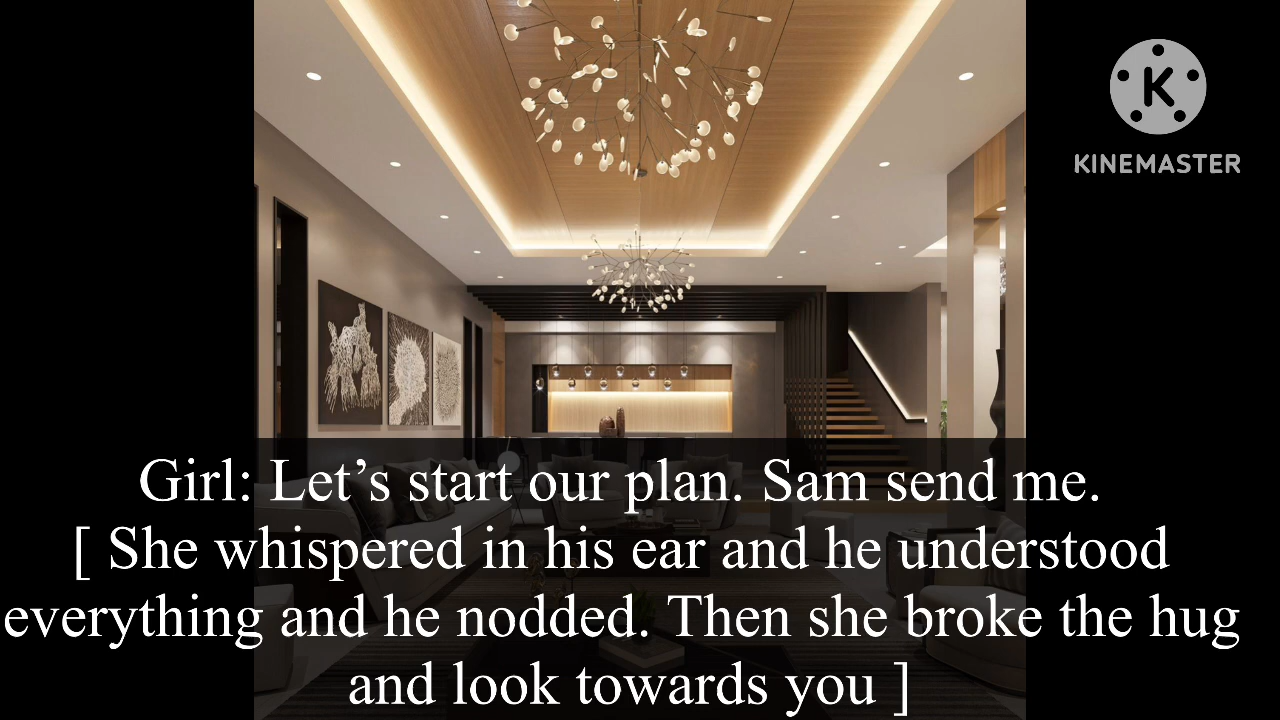 KINEMASTER
Girl: Let’s start our plan. Sam send me.
[ She whispered in his ear and he understood
everything and he nodded. Then she broke the hug
and look towards you ]